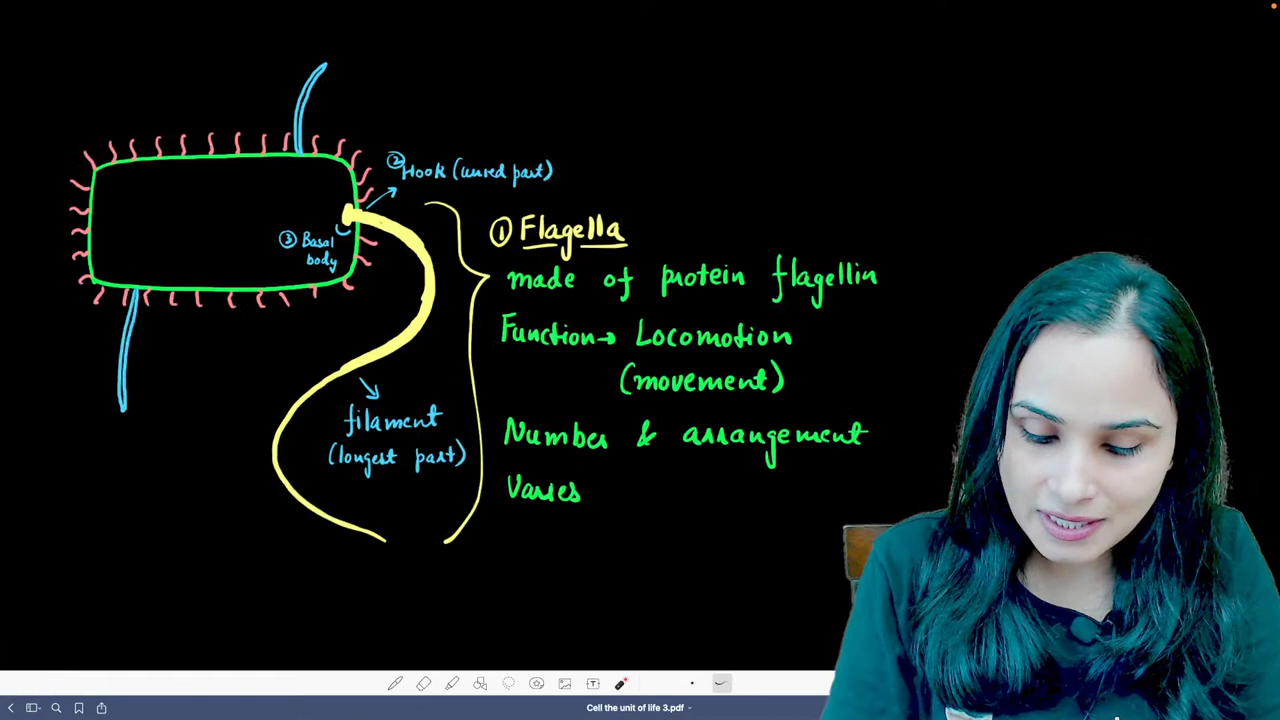 ② Hook (curved part)
① Flagella
③ Basal
body
made of protein flagellin
Function → Locomotion
(movement)
filament
(longest part)
Number & arrangement
Varies
Cell the unit of life 3.pdf